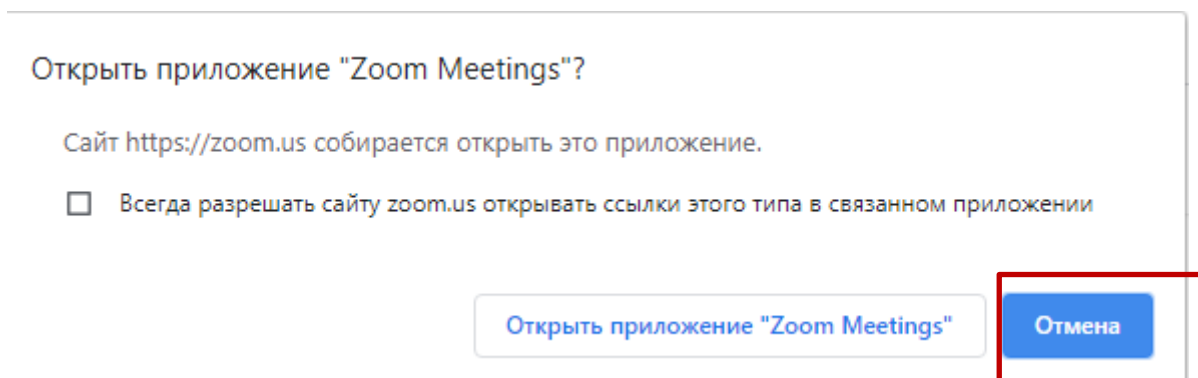 Открыть приложение "Zoom Meetings"?
Сайт https://zoom.us собирается открыть это приложение.
Всегда разрешать сайту zoom.us открывать ссылки этого типа в связанном приложении
Открыть приложение "Zoom Meetings" Отмена